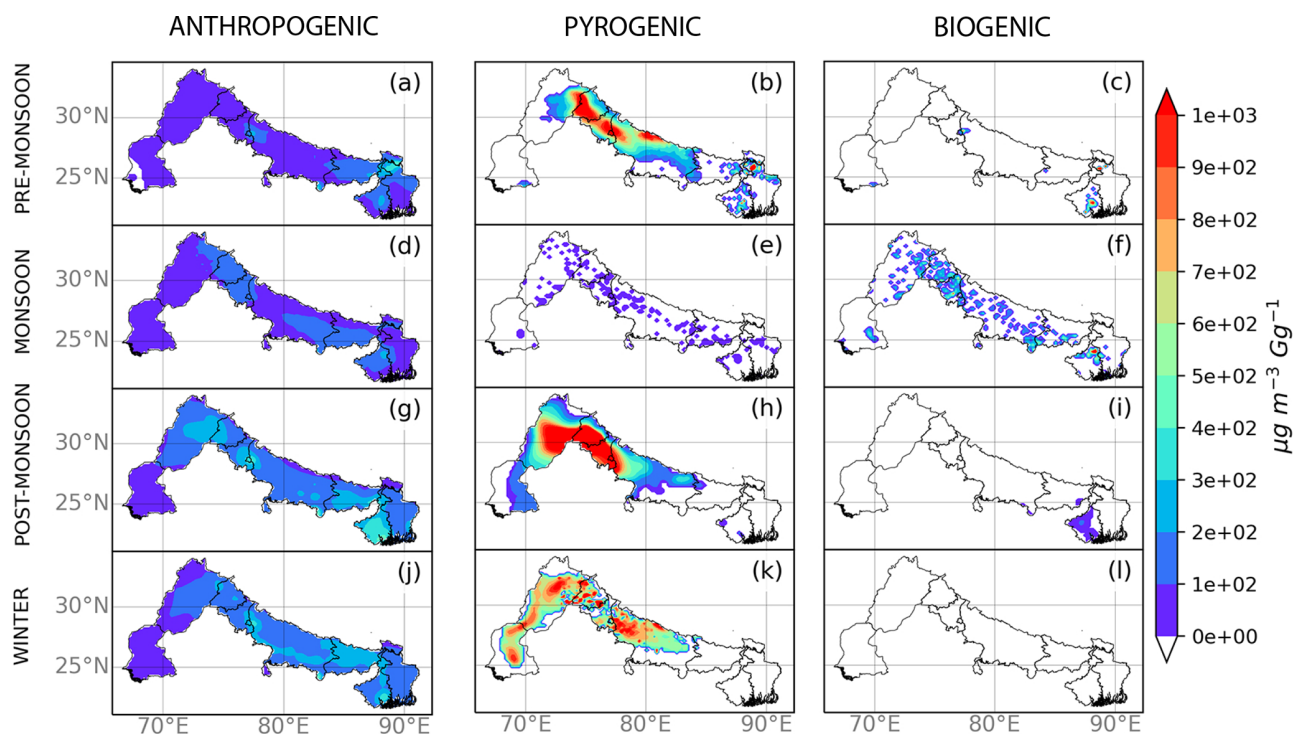 ANTHROPOGENIC PYROGENIC BIOGENIC
PRE-MONSOON
30°N
25°N
(a) (b) (c)
MONSOON
30°N
25°N
(d) (e) (f)
POST-MONSOON
30°N
25°N
(g) (h) (i)
WINTER
30°N
25°N
(j) (k) (l)
70°E 80°E 90°E 70°E 80°E 90°E 70°E 80°E 90°E
1e+03
9e+02
8e+02
7e+02
6e+02
5e+02
4e+02
3e+02
2e+02
1e+02
0e+00
μg m⁻³ Gg⁻¹